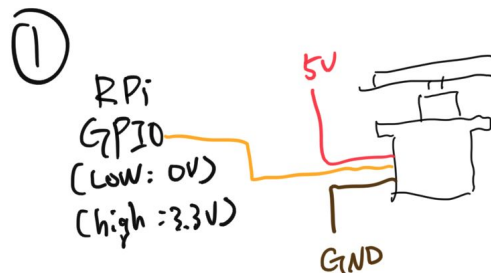 ①
RPi
GPIO
(Low: 0V)
(high: 3.3V)
5V
GND